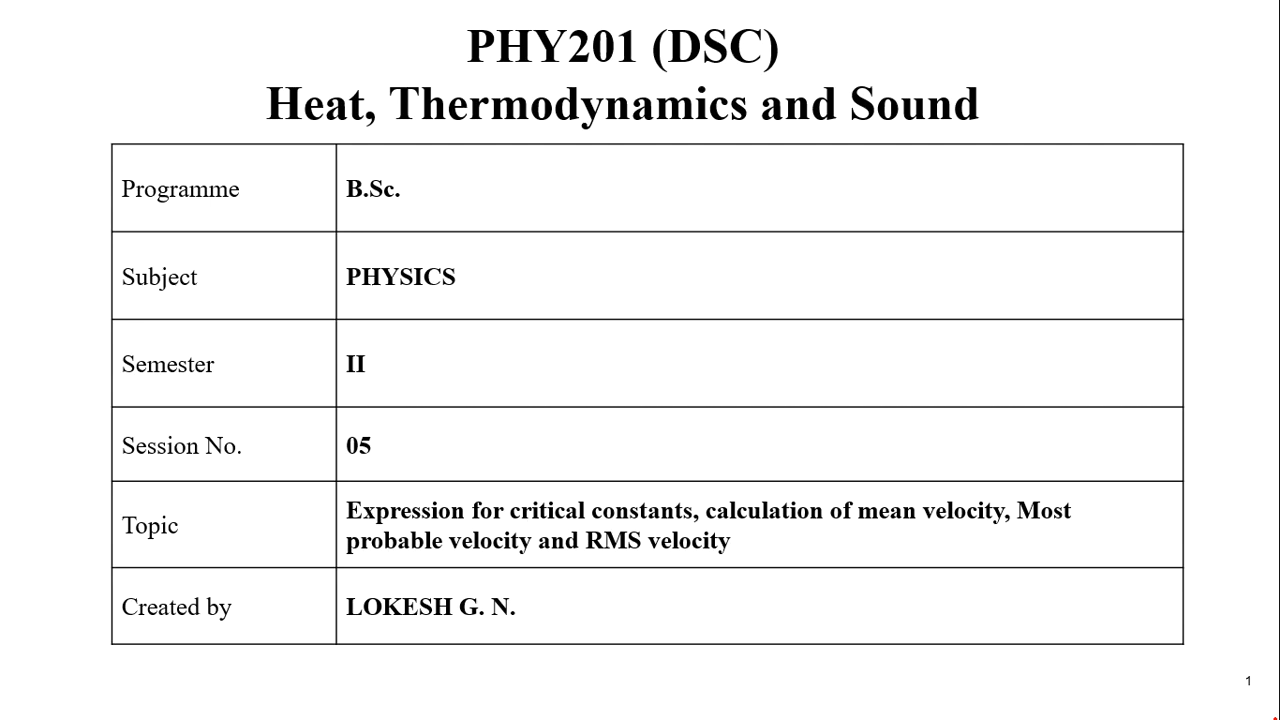 PHY201 (DSC)
Heat, Thermodynamics and Sound
Programme
B.Sc.
Subject
PHYSICS
Semester
II
Session No.
05
Topic
Expression for critical constants, calculation of mean velocity, Most
probable velocity and RMS velocity
Created by
LOKESH G. N.
1